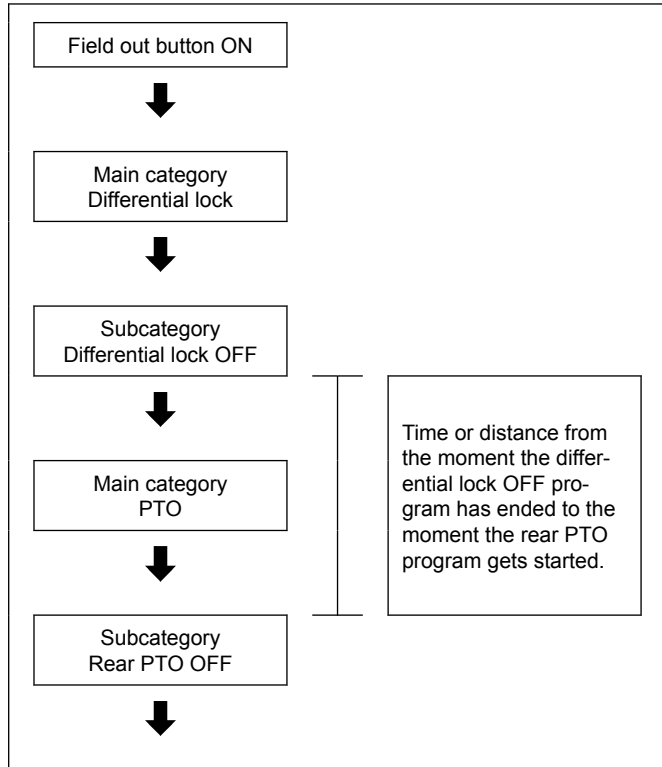 Field out button ON
Main category
Differential lock
Subcategory
Differential lock OFF
Time or distance from
the moment the differ-
ential lock OFF pro-
gram has ended to the
moment the rear PTO
program gets started.
Main category
PTO
Subcategory
Rear PTO OFF